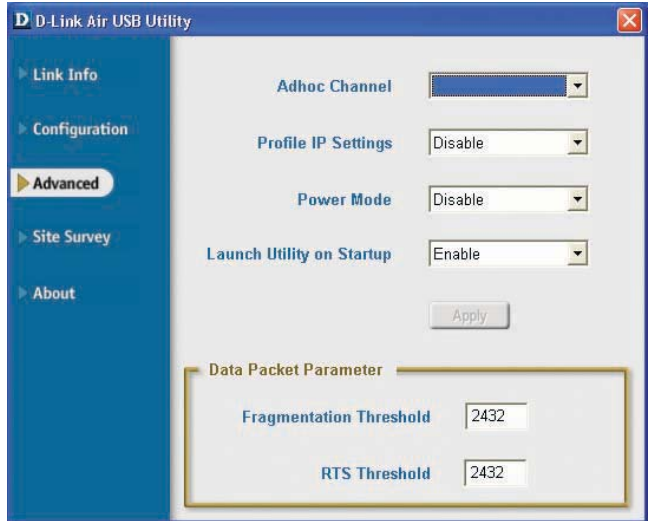 D D-Link Air USB Utility
Link Info
Configuration
Advanced
Site Survey
About
Adhoc Channel
Profile IP Settings Disable
Power Mode Disable
Launch Utility on Startup Enable
Apply
Data Packet Parameter
Fragmentation Threshold 2432
RTS Threshold 2432